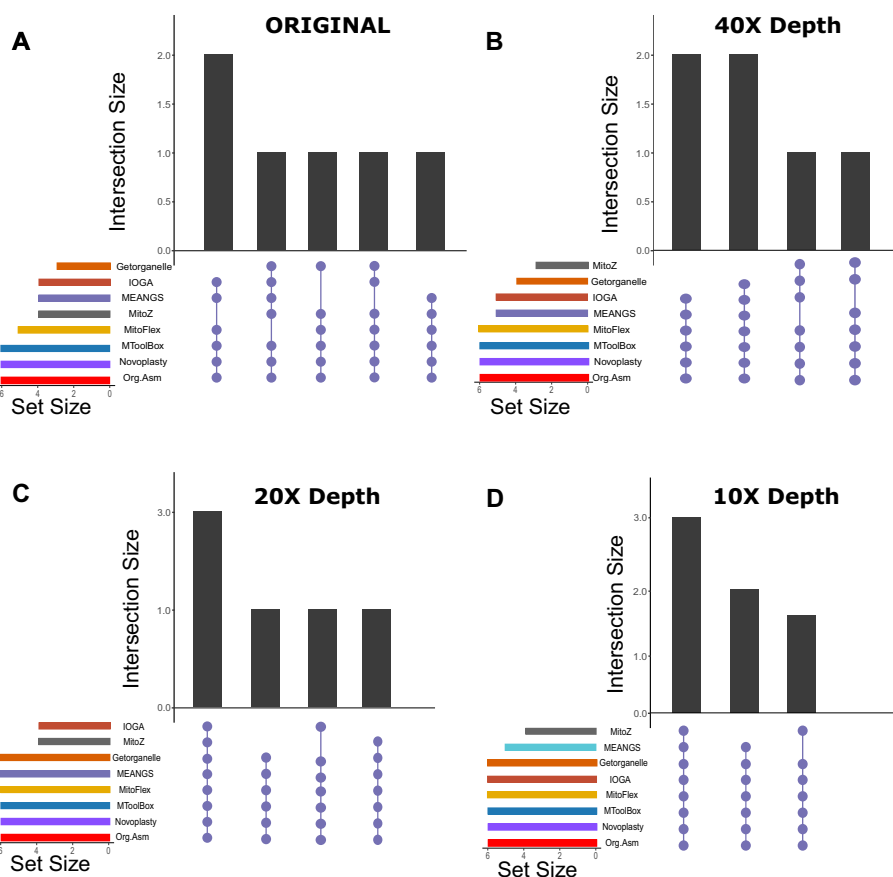 A
ORIGINAL
Intersection Size
2.0
1.5
1.0
0.0
Getorganelle
IOGA
MEANGS
MitoZ
MitoFlex
MToolBox
Novoplasty
Org.Asm
6 4 2 0
Set Size
B
40X Depth
Intersection Size
2.0
1.5
1.0
0.0
MitoZ
Getorganelle
IOGA
MEANGS
MitoFlex
MToolBox
Novoplasty
Org.Asm
6 4 2 0
Set Size
C
20X Depth
Intersection Size
3.0
1.0
0.0
IOGA
MitoZ
Getorganelle
MEANGS
MitoFlex
MToolBox
Novoplasty
Org.Asm
6 4 2 0
Set Size
D
10X Depth
Intersection Size
3.0
2.0
1.0
0.0
MitoZ
MEANGS
Getorganelle
IOGA
MitoFlex
MToolBox
Novoplasty
Org.Asm
6 4 2 0
Set Size